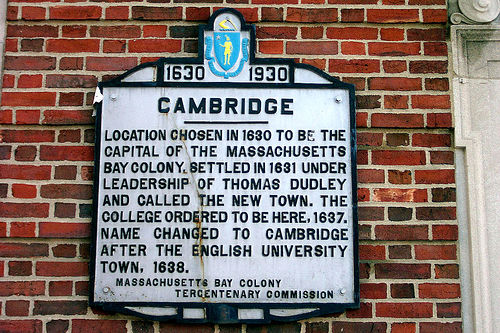 1630 1930
CAMBRIDGE
LOCATION CHOSEN IN 1630 TO BE THE
CAPITAL OF THE MASSACHUSETTS
BAY COLONY. SETTLED IN 1631 UNDER
LEADERSHIP OF THOMAS DUDLEY
AND CALLED THE NEW TOWN. THE
COLLEGE ORDERED TO BE HERE, 1637.
NAME CHANGED TO CAMBRIDGE
AFTER THE ENGLISH UNIVERSITY
TOWN, 1638.
MASSACHUSETTS BAY COLONY
TERCENTENARY COMMISSION